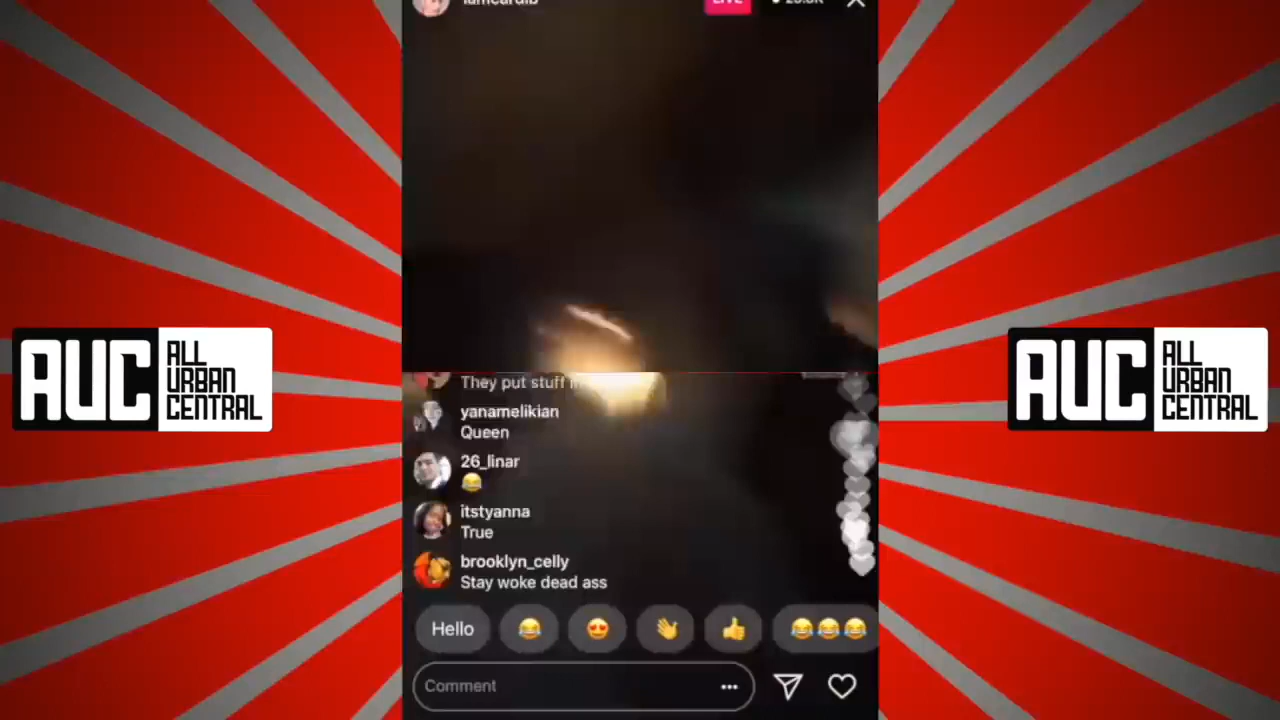 LIVE
They put stuff
yanamelikian
Queen
26_linar
😂
itstyanna
True
brooklyn_celly
Stay woke dead ass
Hello 😂 😍 👋 👍 😂😂😂
Comment
AUC ALL URBAN CENTRAL
AUC ALL URBAN CENTRAL